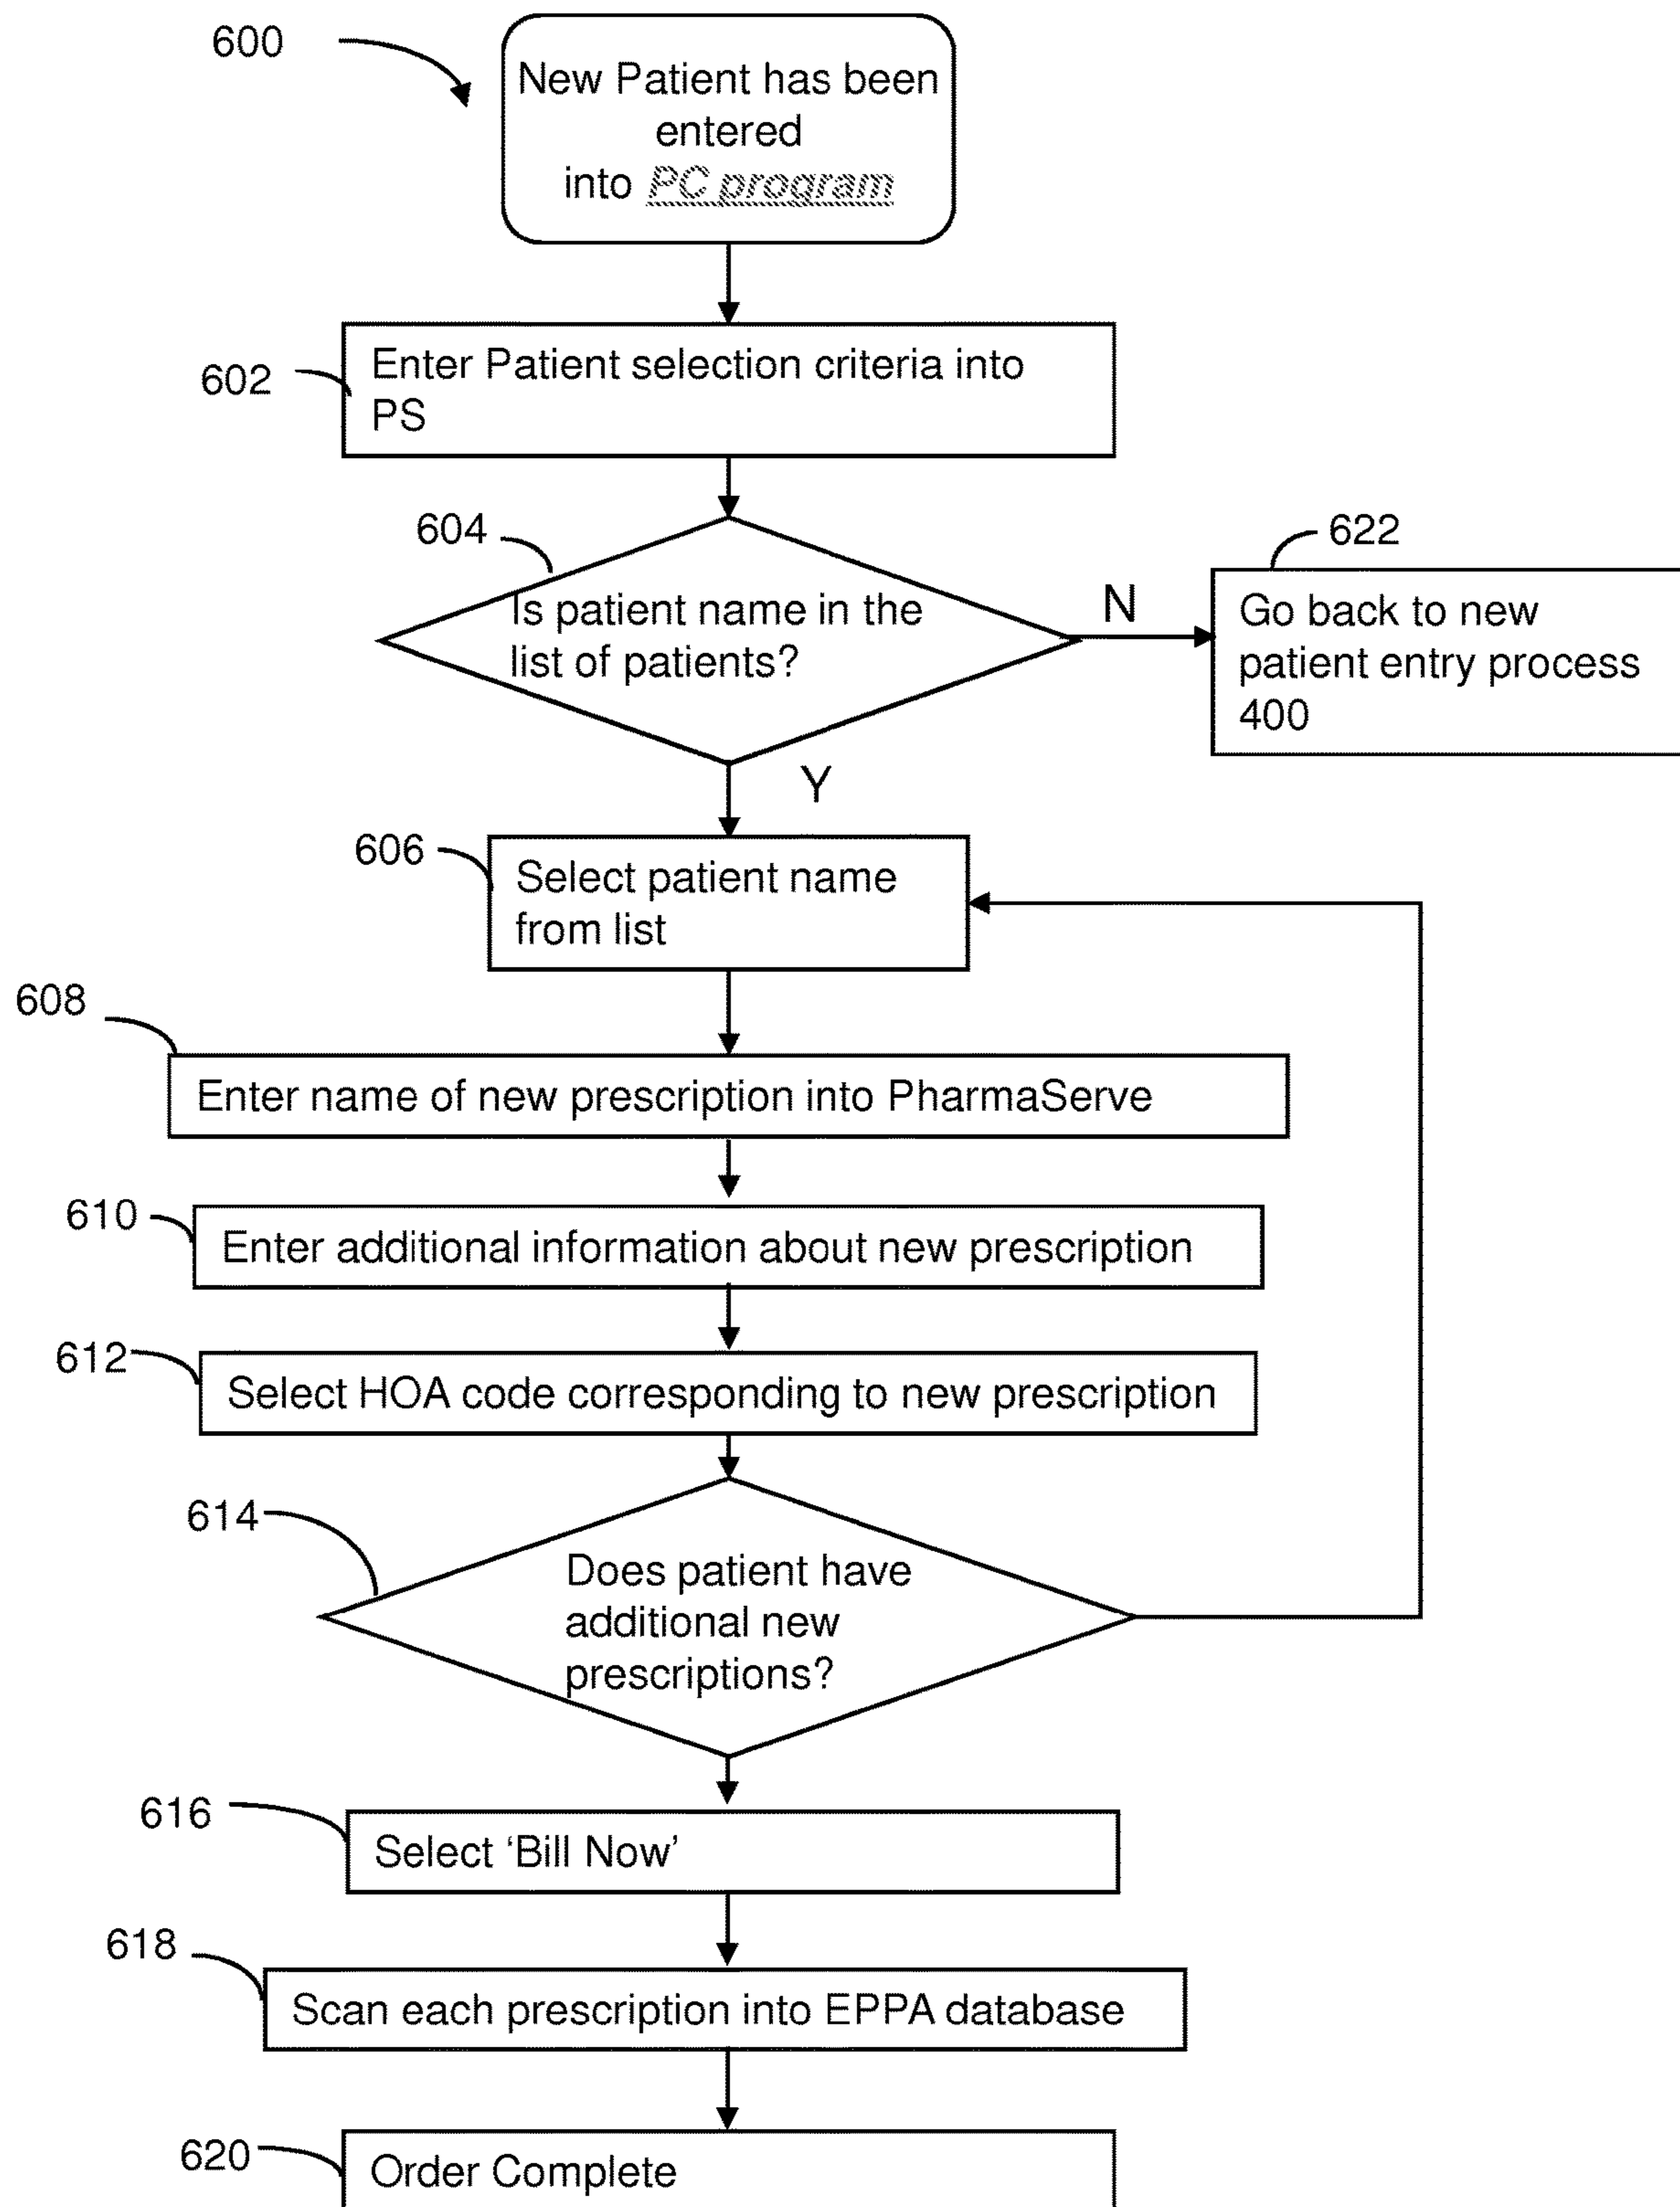 600
New Patient has been
entered
into PC program
602
Enter Patient selection criteria into
PS
604
Is patient name in the
list of patients?
N
622
Go back to new
patient entry process
400
Y
606
Select patient name
from list
608
Enter name of new prescription into PharmaServe
610
Enter additional information about new prescription
612
Select HOA code corresponding to new prescription
614
Does patient have
additional new
prescriptions?
616
Select ‘Bill Now’
618
Scan each prescription into EPPA database
620
Order Complete